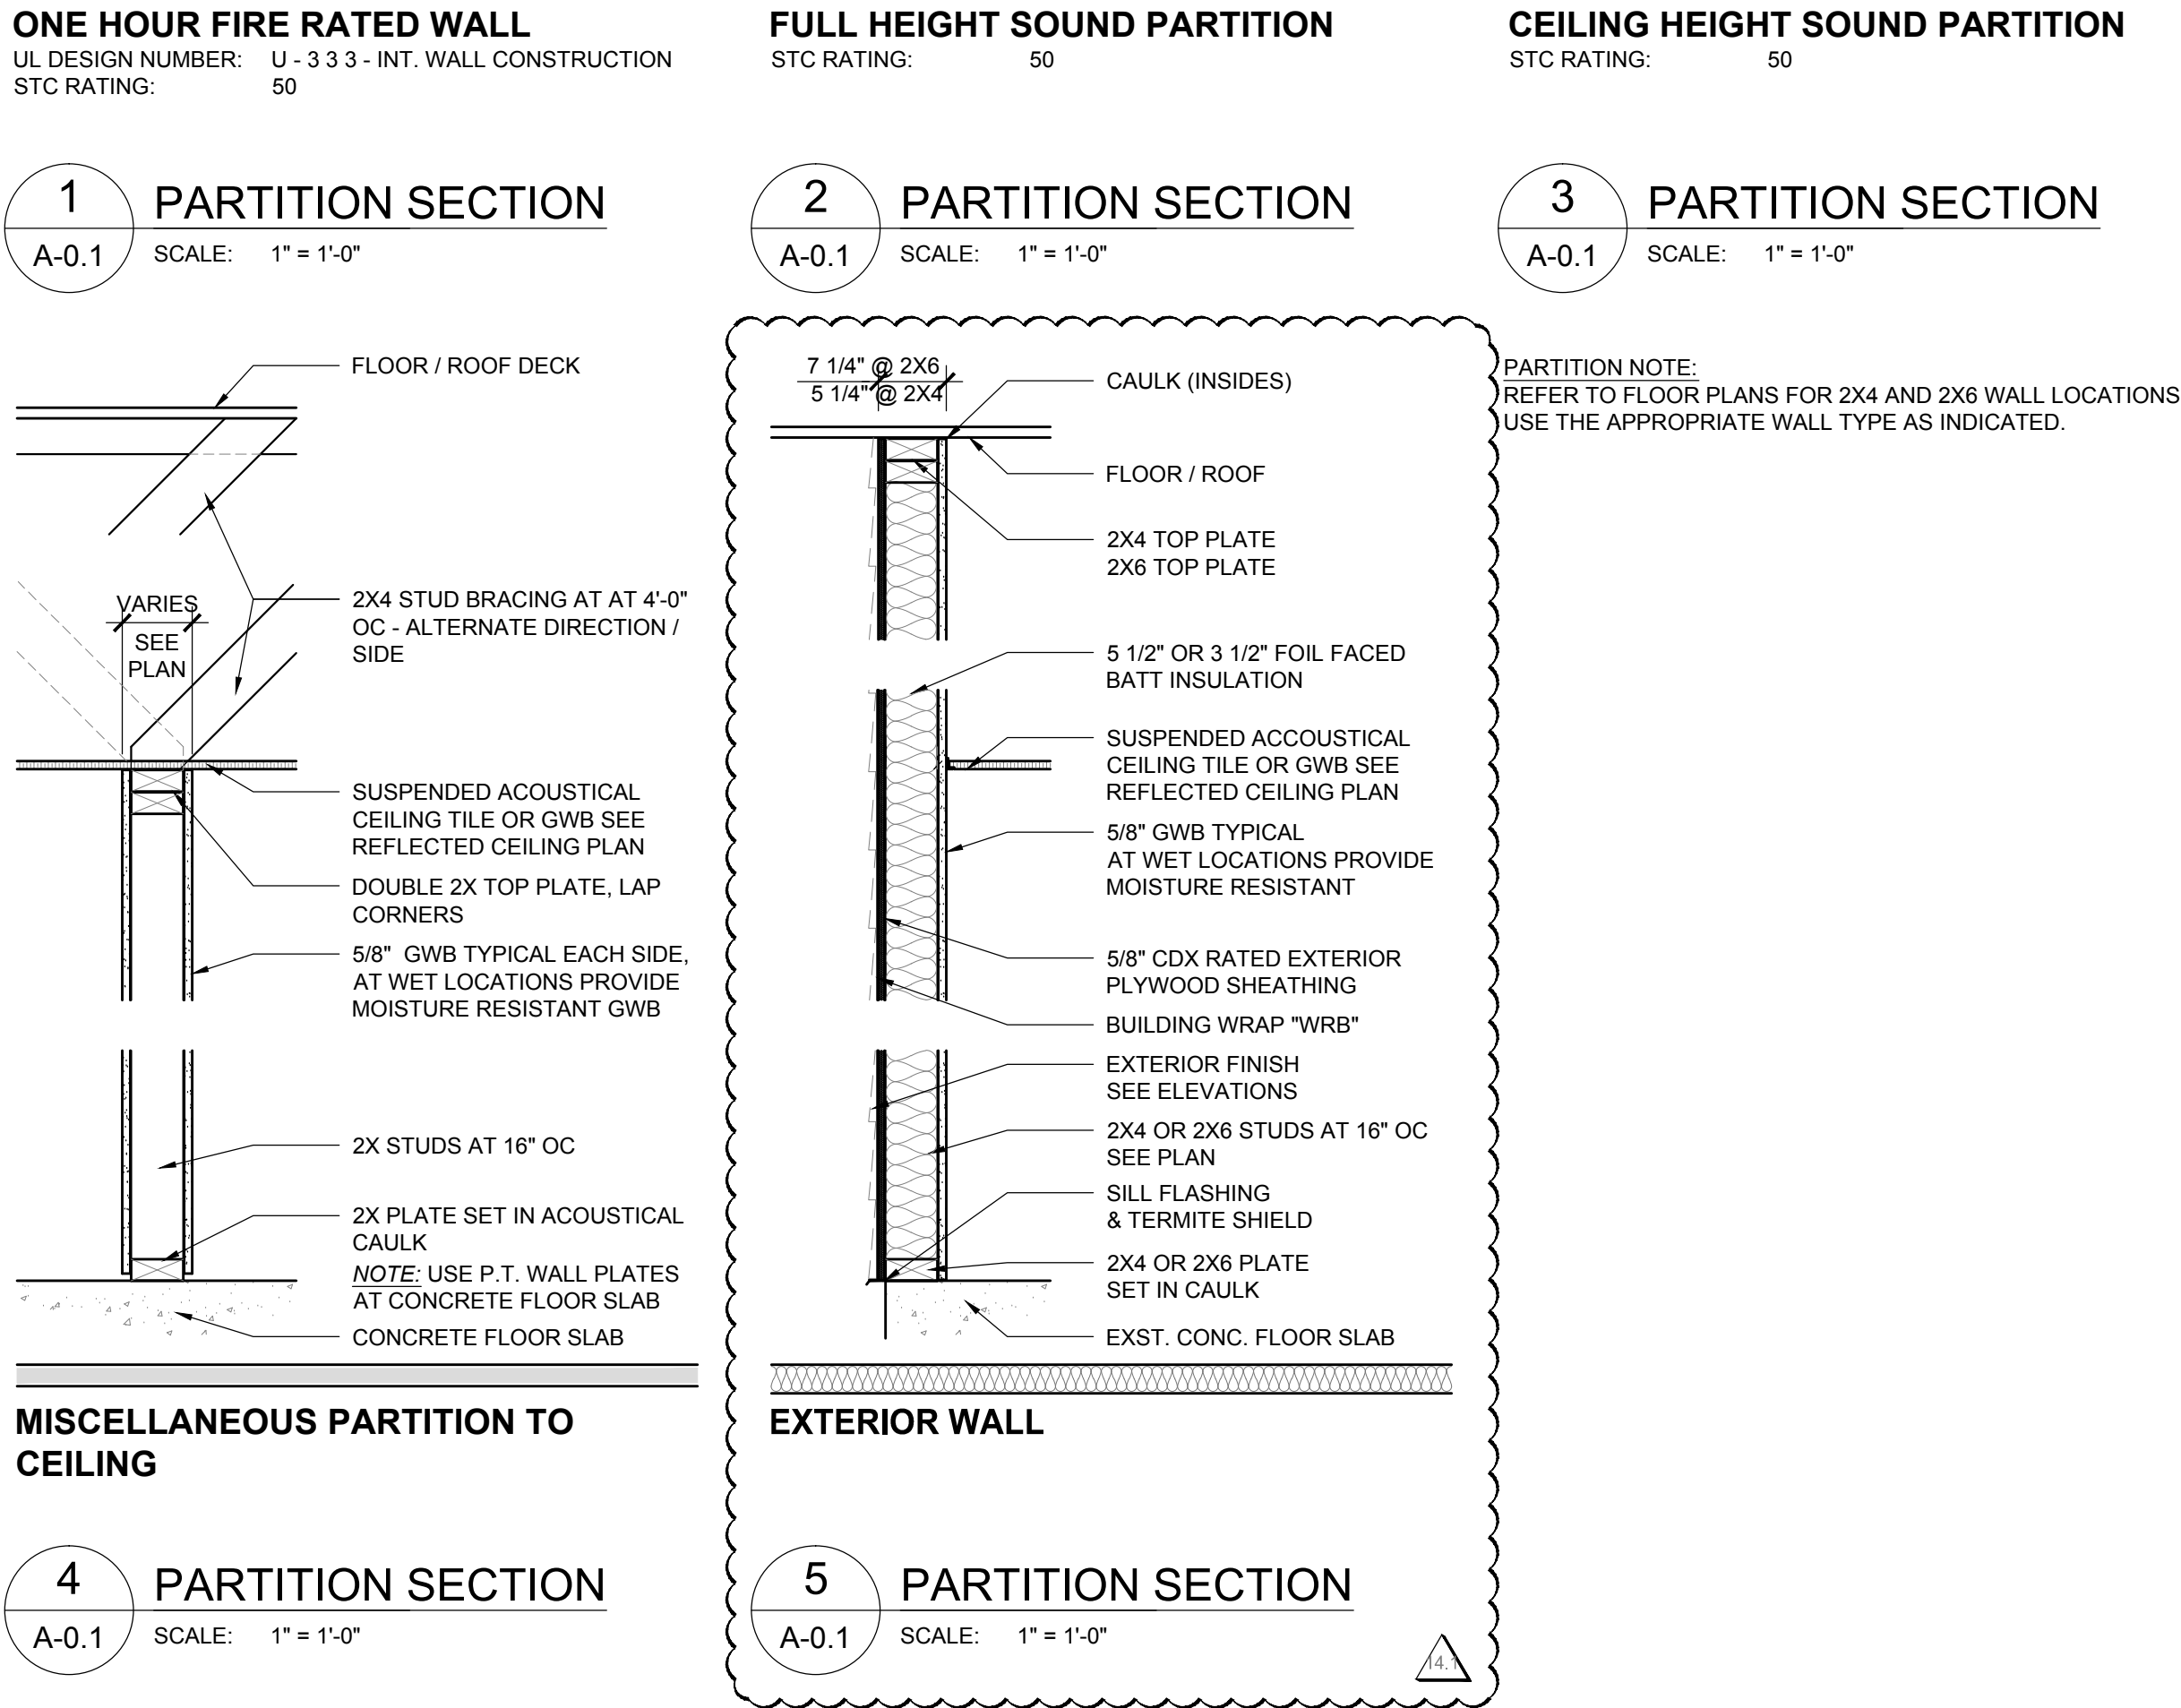 ONE HOUR FIRE RATED WALL
UL DESIGN NUMBER: U - 3 3 3 - INT. WALL CONSTRUCTION
STC RATING: 50
FULL HEIGHT SOUND PARTITION
STC RATING: 50
CEILING HEIGHT SOUND PARTITION
STC RATING: 50
1
A-0.1
PARTITION SECTION
SCALE: 1" = 1'-0"
2
A-0.1
PARTITION SECTION
SCALE: 1" = 1'-0"
3
A-0.1
PARTITION SECTION
SCALE: 1" = 1'-0"
FLOOR / ROOF DECK
VARIES
SEE
PLAN
2X4 STUD BRACING AT AT 4'-0"
OC - ALTERNATE DIRECTION /
SIDE
SUSPENDED ACOUSTICAL
CEILING TILE OR GWB SEE
REFLECTED CEILING PLAN
DOUBLE 2X TOP PLATE, LAP
CORNERS
5/8" GWB TYPICAL EACH SIDE,
AT WET LOCATIONS PROVIDE
MOISTURE RESISTANT GWB
2X STUDS AT 16" OC
2X PLATE SET IN ACOUSTICAL
CAULK
NOTE: USE P.T. WALL PLATES
AT CONCRETE FLOOR SLAB
CONCRETE FLOOR SLAB
MISCELLANEOUS PARTITION TO
CEILING
4
A-0.1
PARTITION SECTION
SCALE: 1" = 1'-0"
7 1/4" @ 2X6
5 1/4" @ 2X4
CAULK (INSIDES)
FLOOR / ROOF
2X4 TOP PLATE
2X6 TOP PLATE
5 1/2" OR 3 1/2" FOIL FACED
BATT INSULATION
SUSPENDED ACCOUSTICAL
CEILING TILE OR GWB SEE
REFLECTED CEILING PLAN
5/8" GWB TYPICAL
AT WET LOCATIONS PROVIDE
MOISTURE RESISTANT
5/8" CDX RATED EXTERIOR
PLYWOOD SHEATHING
BUILDING WRAP "WRB"
EXTERIOR FINISH
SEE ELEVATIONS
2X4 OR 2X6 STUDS AT 16" OC
SEE PLAN
SILL FLASHING
& TERMITE SHIELD
2X4 OR 2X6 PLATE
SET IN CAULK
EXST. CONC. FLOOR SLAB
EXTERIOR WALL
5
A-0.1
PARTITION SECTION
SCALE: 1" = 1'-0"
14.1
PARTITION NOTE:
REFER TO FLOOR PLANS FOR 2X4 AND 2X6 WALL LOCATIONS
USE THE APPROPRIATE WALL TYPE AS INDICATED.